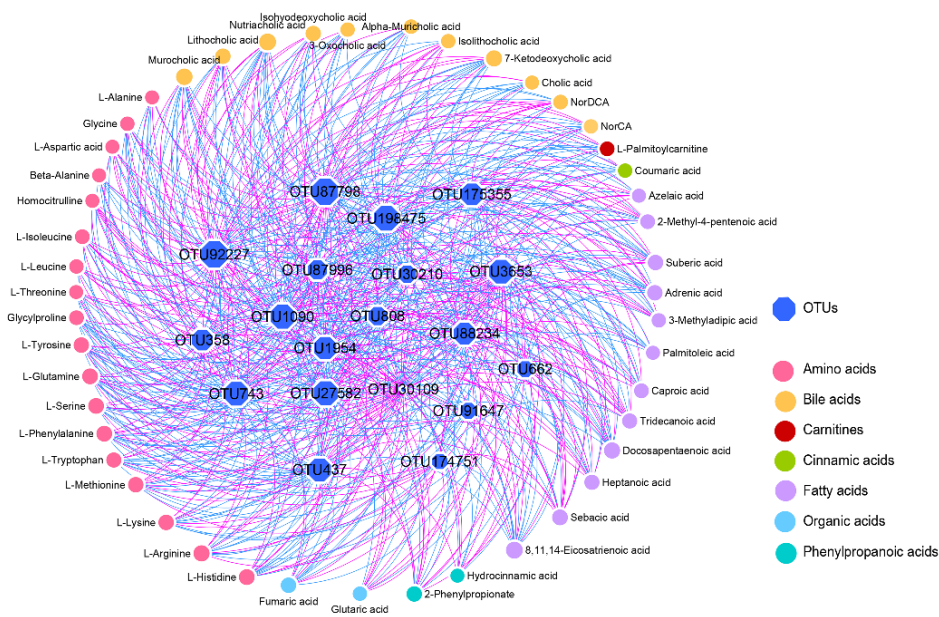 Isohyodeoxycholic acid
Nutriacholic acid
Alpha-Muricholic acid
Lithocholic acid
3-Oxocholic acid
Isolithocholic acid
Murocholic acid
7-Ketodeoxycholic acid
Cholic acid
L-Alanine
NorDCA
Glycine
NorCA
L-Aspartic acid
L-Palmitoylcarnitine
Beta-Alanine
Coumaric acid
Homocitrulline
Azelaic acid
OTU87798
OTU175355
OTU198475
2-Methyl-4-pentenoic acid
L-Isoleucine
OTU92227
Suberic acid
L-Leucine
OTU87996
OTU30210
OTU3653
L-Threonine
Adrenic acid
OTUs
Glycylproline
OTU1090
OTU808
3-Methyladipic acid
OTU358
OTU88234
L-Tyrosine
OTU1954
Palmitoleic acid
L-Glutamine
OTU662
Amino acids
OTU743
OTU27582
OTU30109
Caproic acid
Bile acids
L-Serine
OTU91647
Tridecanoic acid
L-Phenylalanine
Carnitines
Docosapentaenoic acid
L-Tryptophan
OTU437
OTU174751
Cinnamic acids
L-Methionine
Heptanoic acid
Fatty acids
L-Lysine
Sebacic acid
Organic acids
L-Arginine
8,11,14-Eicosatrienoic acid
Phenylpropanoic acids
L-Histidine
Hydrocinnamic acid
Fumaric acid
2-Phenylpropionate
Glutaric acid